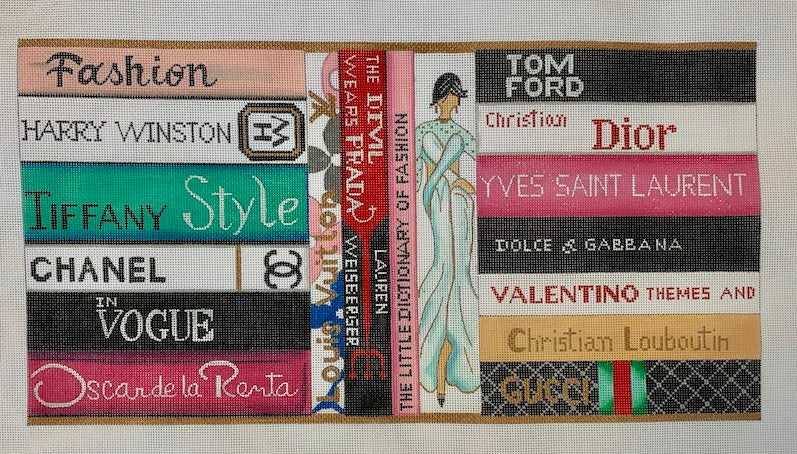 Fashion
HARRY WINSTON
HW
TIFFANY Style
CHANEL
IN
VOGUE
Oscar de la Renta
Louis Vuitton
THE DEVIL
WEARS PRADA
LAUREN
WEISBERGER
THE LITTLE DICTIONARY OF FASHION
TOM
FORD
Christian Dior
YVES SAINT LAURENT
DOLCE & GABBANA
VALENTINO THEMES AND
Christian Louboutin
GUCCI